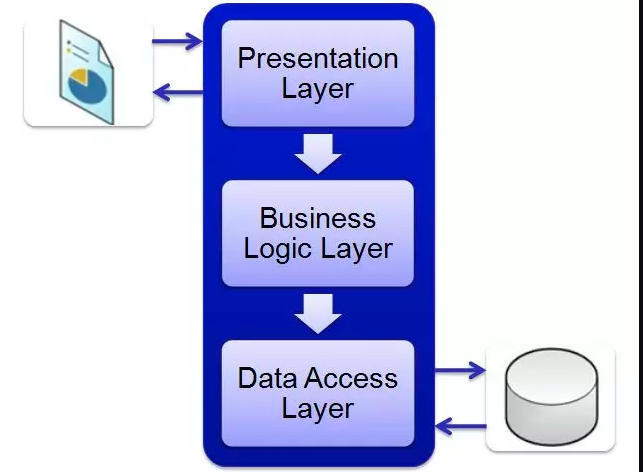 Presentation
Layer
Business
Logic Layer
Data Access
Layer